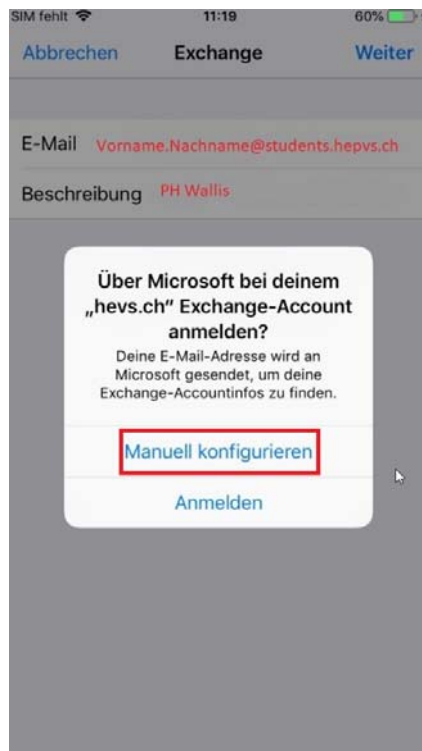 SIM fehlt 11:19 60%
Abbrechen Exchange Weiter
E-Mail Vorname.Nachname@students.hepvs.ch
Beschreibung PH Wallis
Über Microsoft bei deinem
„hevs.ch“ Exchange-Account
anmelden?
Deine E-Mail-Adresse wird an
Microsoft gesendet, um deine
Exchange-Accountinfos zu finden.
Manuell konfigurieren
Anmelden